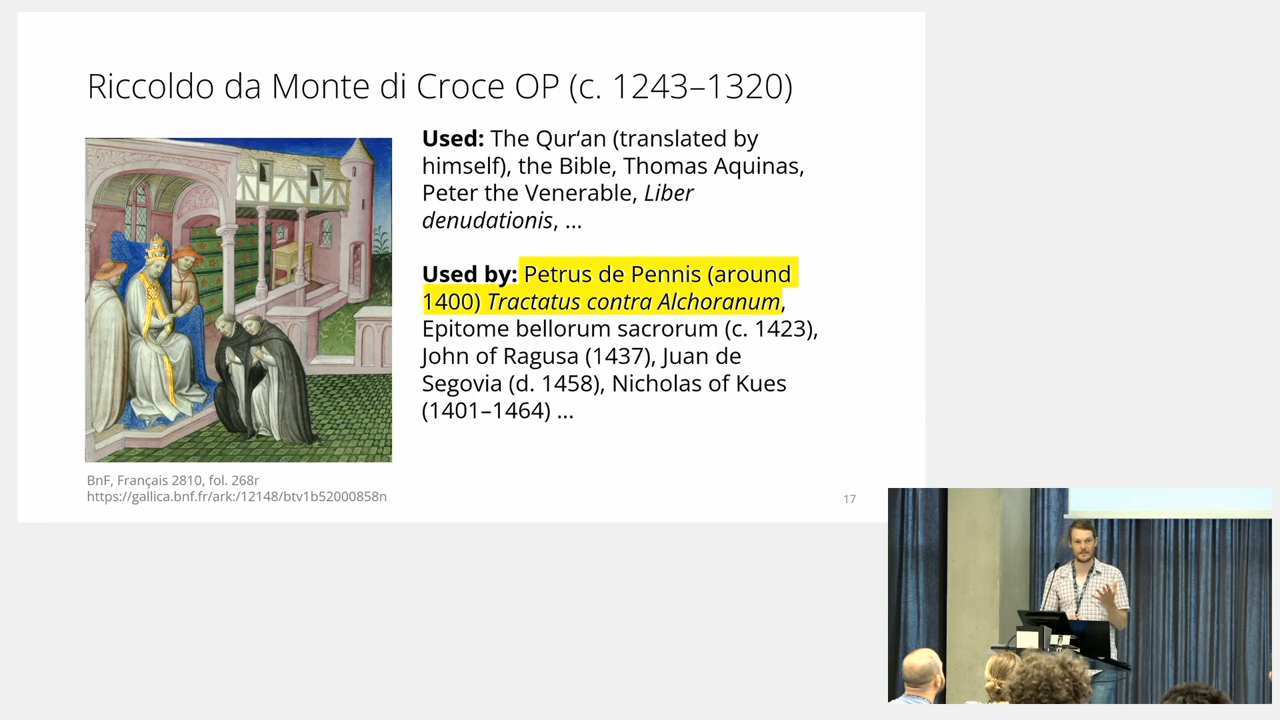 Riccoldo da Monte di Croce OP (c. 1243–1320)
Used: The Qur‘an (translated by
himself), the Bible, Thomas Aquinas,
Peter the Venerable, Liber
denudationis, ...
Used by: Petrus de Pennis (around
1400) Tractatus contra Alchoranum,
Epitome bellorum sacrorum (c. 1423),
John of Ragusa (1437), Juan de
Segovia (d. 1458), Nicholas of Kues
(1401–1464) ...
BnF, Français 2810, fol. 268r
https://gallica.bnf.fr/ark:/12148/btv1b52000858n
17